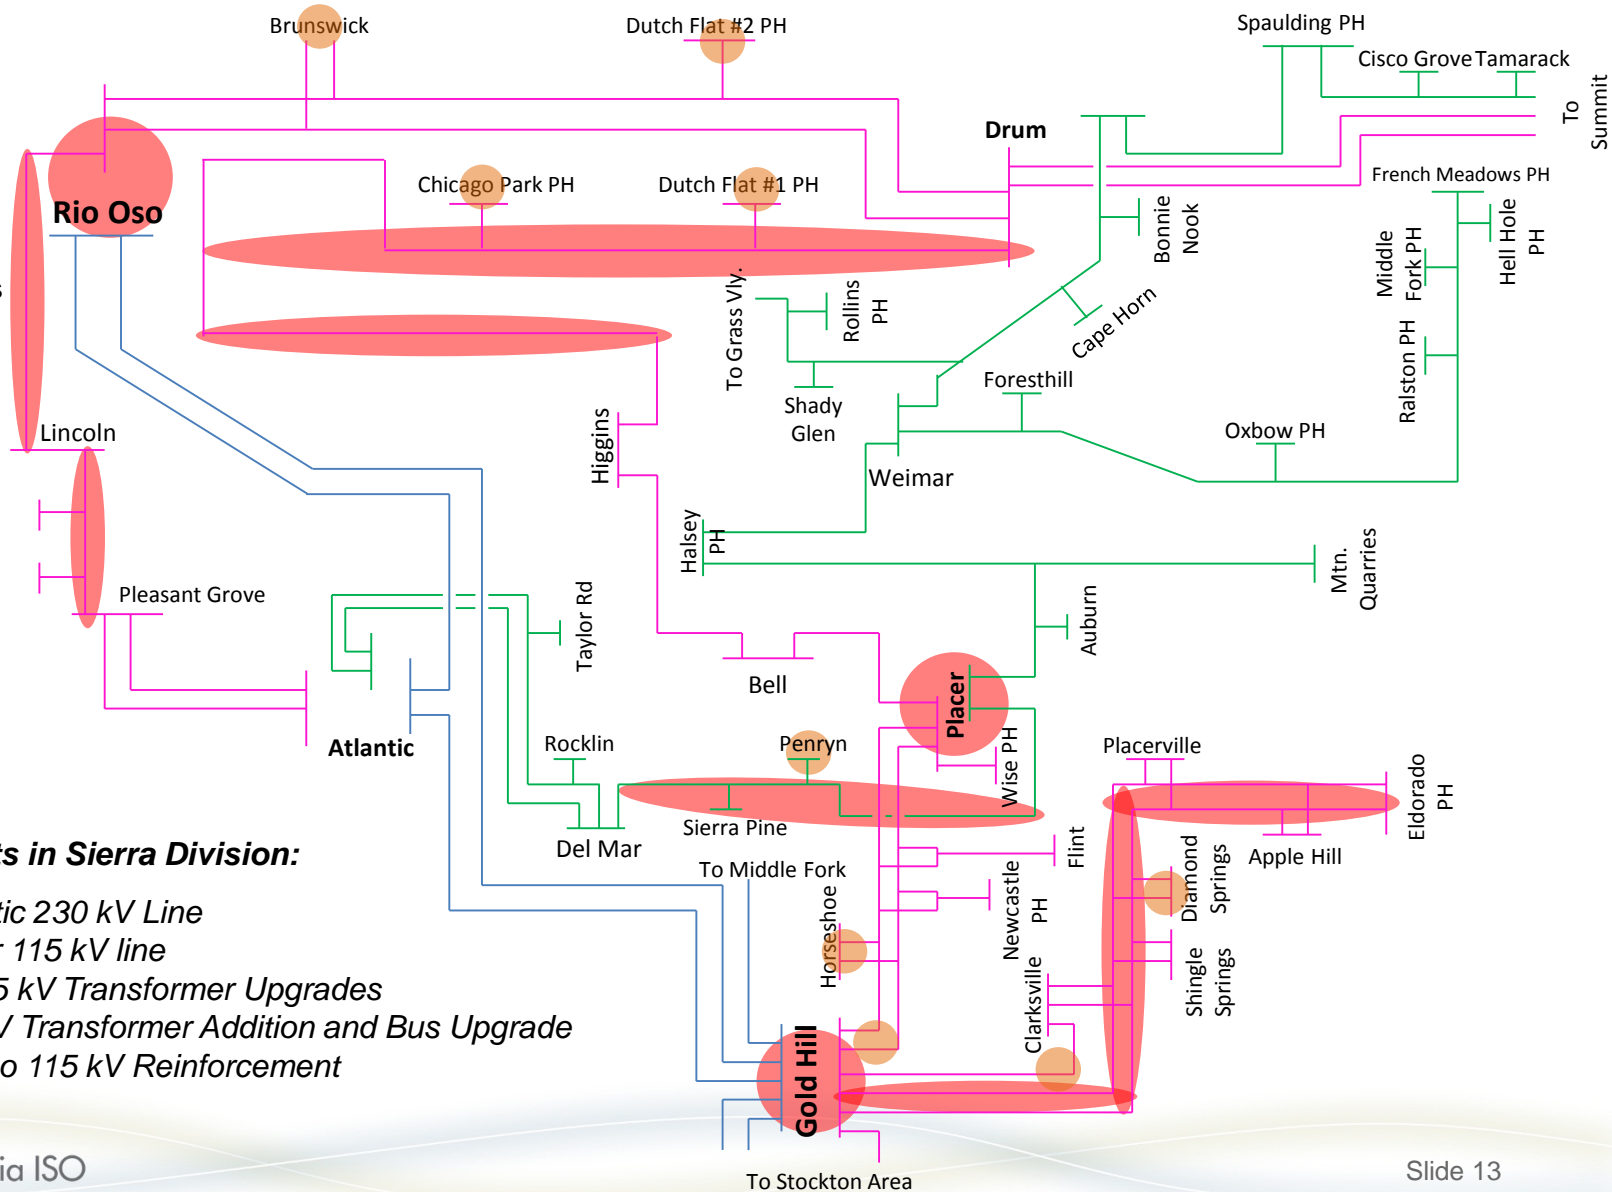 Brunswick
Dutch Flat #2 PH
Spaulding PH
Cisco Grove
Tamarack
To
Summit
Drum
Rio Oso
Chicago Park PH
Dutch Flat #1 PH
French Meadows PH
Bonnie
Nook
Hell Hole
PH
Middle
Fork PH
To Grass Vly.
Rollins
PH
Cape Horn
Ralston PH
Shady
Glen
Foresthill
Lincoln
Higgins
Oxbow PH
Weimar
Halsey
PH
Mtn.
Quarries
Pleasant Grove
Taylor Rd
Auburn
Bell
Placer
Atlantic
Rocklin
Penryn
Wise PH
Placerville
Eldorado
PH
Sierra Pine
Del Mar
Flint
Apple Hill
ts in Sierra Division:
To Middle Fork
Horseshoe
Newcastle
PH
Diamond
Springs
tic 230 kV Line
r 115 kV line
5 kV Transformer Upgrades
V Transformer Addition and Bus Upgrade
o 115 kV Reinforcement
Shingle
Springs
Clarksville
Gold Hill
To Stockton Area
ia ISO
Slide 13